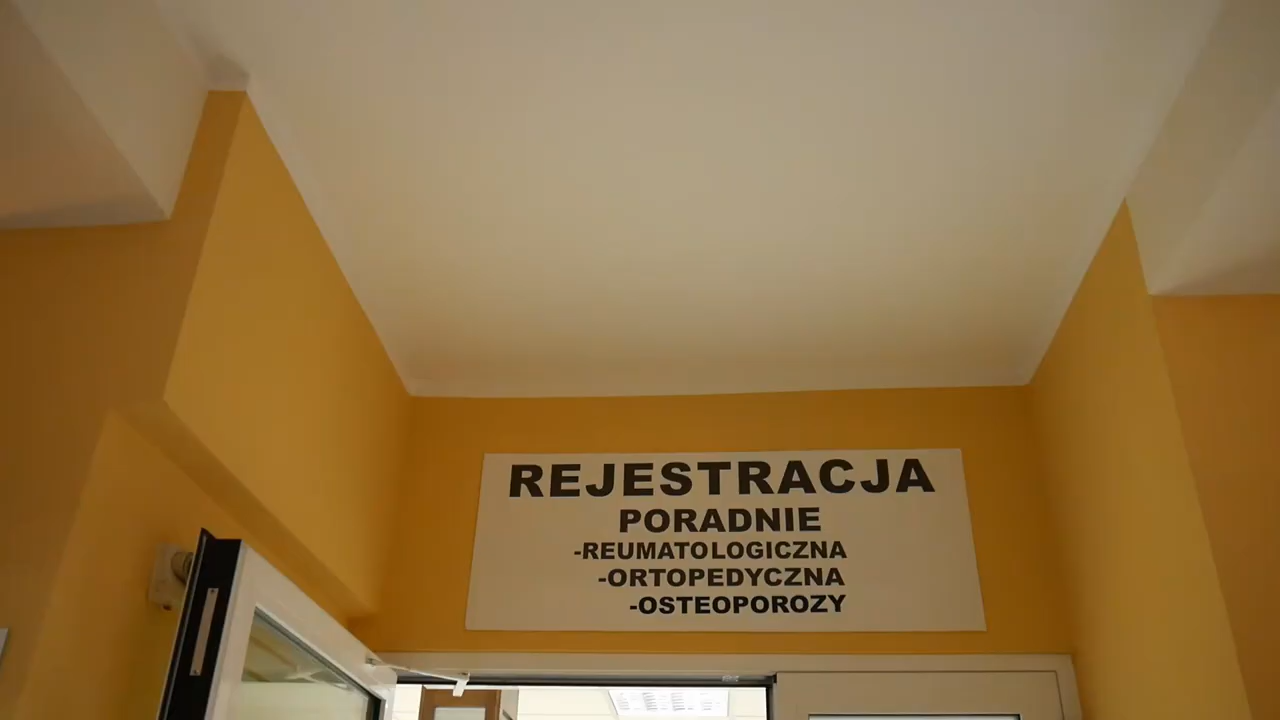 REJESTRACJA
PORADNIE
-REUMATOLOGICZNA
-ORTOPEDYCZNA
-OSTEOPOROZY